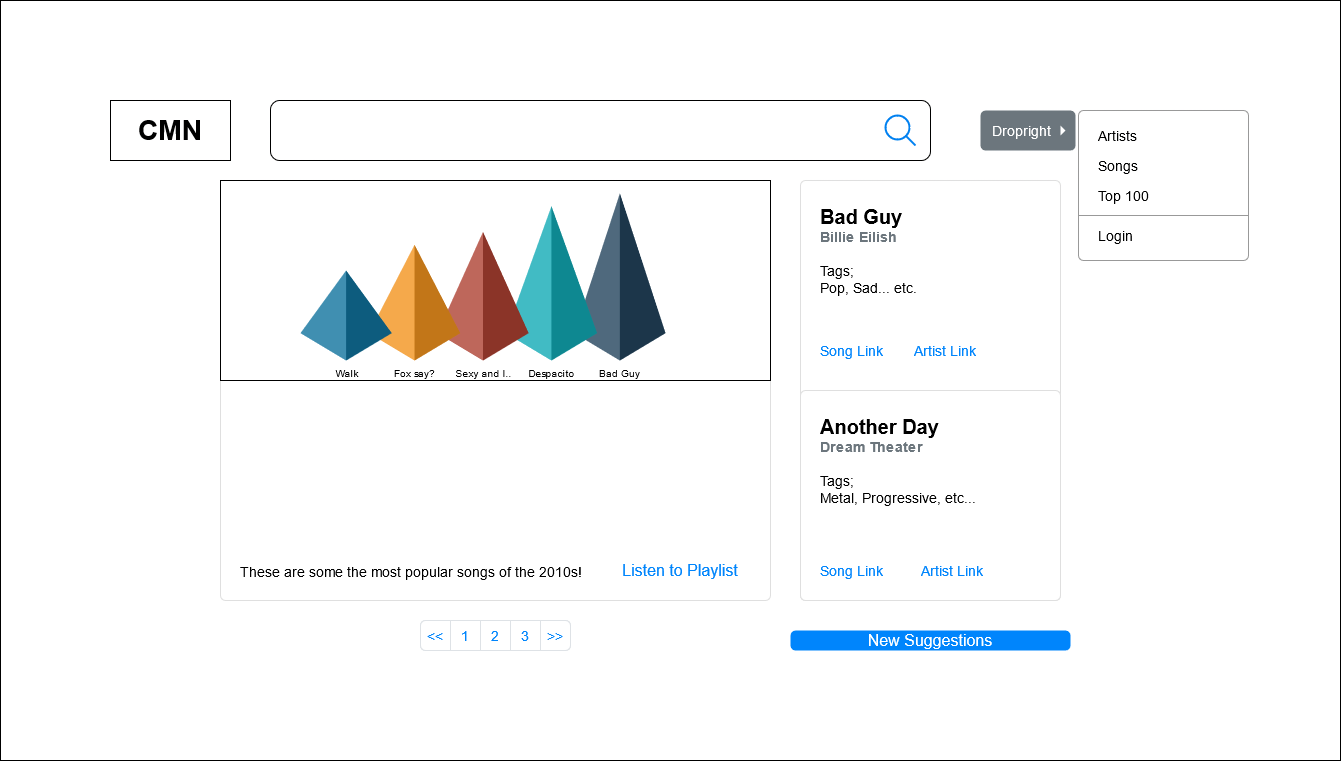 CMN
Dropright
Artists
Songs
Top 100
Login
Walk
Fox say?
Sexy and I..
Despacito
Bad Guy
These are some the most popular songs of the 2010s!
Listen to Playlist
<< 1 2 3 >>
Bad Guy
Billie Eilish
Tags;
Pop, Sad... etc.
Song Link
Artist Link
Another Day
Dream Theater
Tags;
Metal, Progressive, etc...
Song Link
Artist Link
New Suggestions